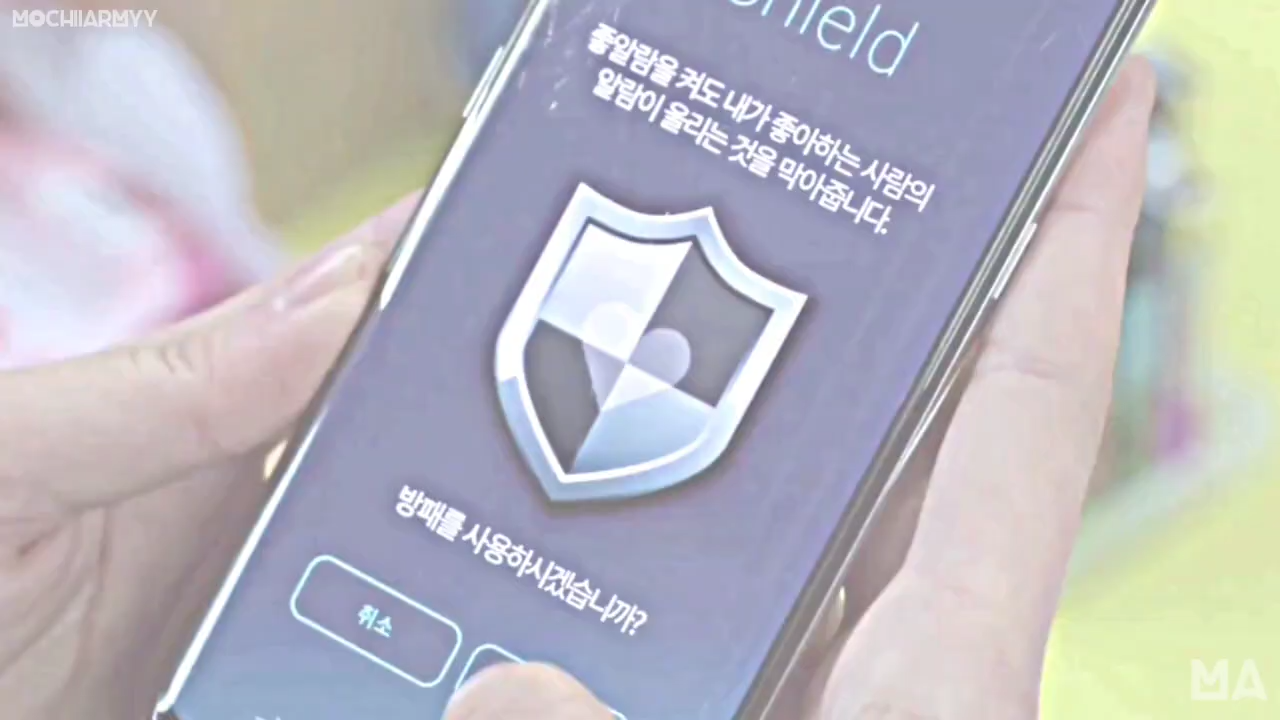 MOCHIIARMYY
Shield
좋알람을 켜도 내가 좋아하는 사람의
알람이 울리는 것을 막아줍니다.
방패를 사용하시겠습니까?
취소
MA